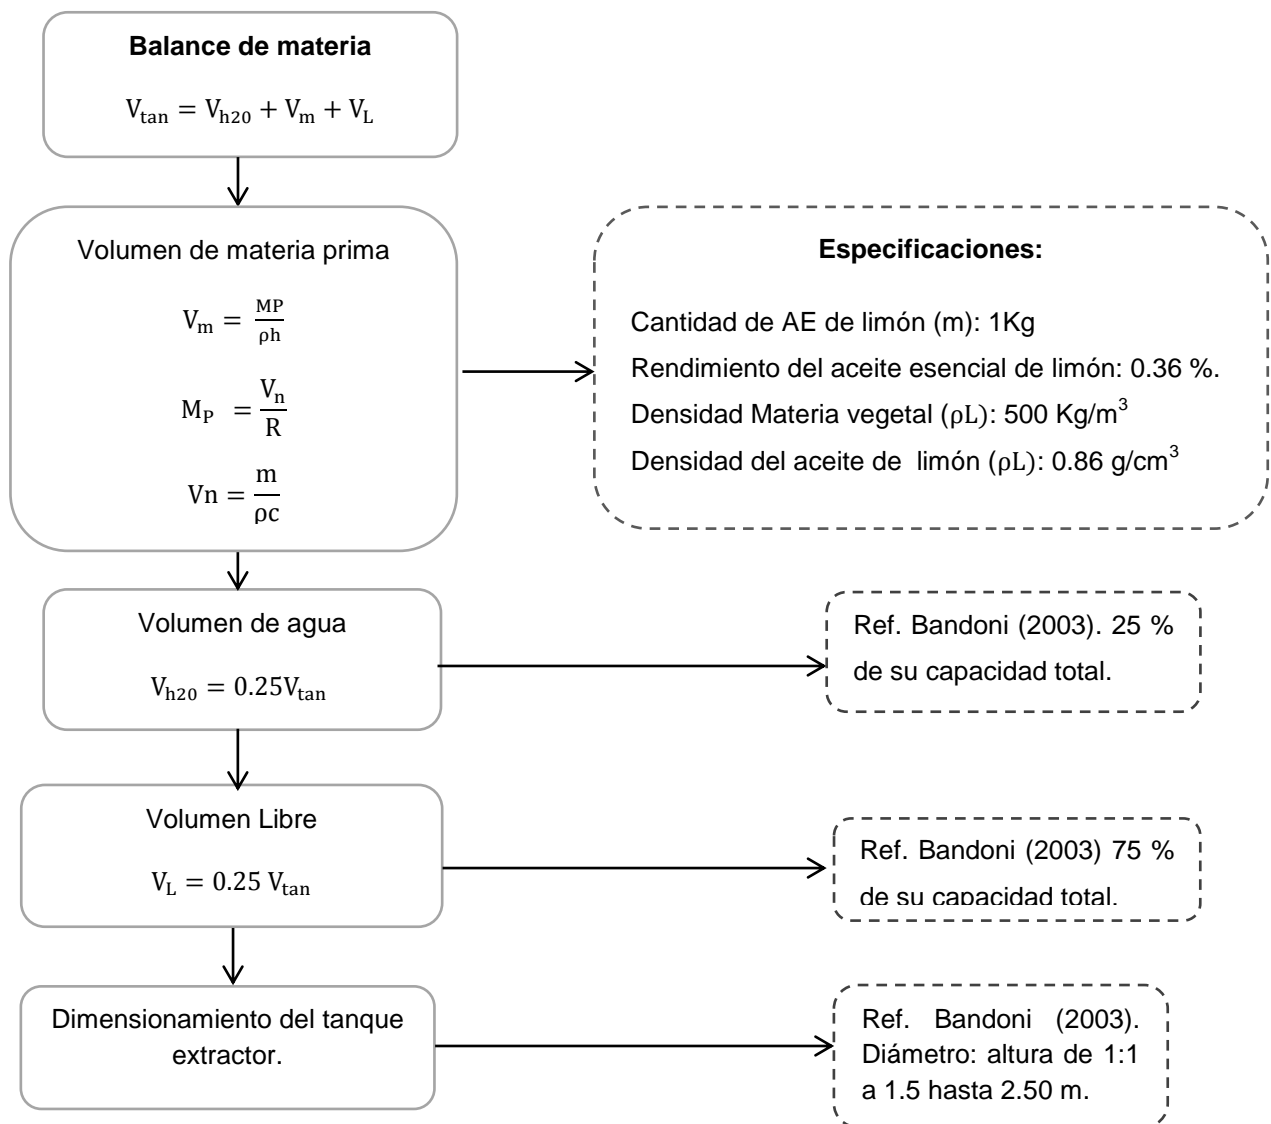 Balance de materia
V_tan = V_h20 + V_m + V_L
Volumen de materia prima
V_m = MP/ρh
M_P = V_n/R
Vn = m/ρc
Especificaciones:
Cantidad de AE de limón (m): 1Kg
Rendimiento del aceite esencial de limón: 0.36 %.
Densidad Materia vegetal (ρL): 500 Kg/m³
Densidad del aceite de limón (ρL): 0.86 g/cm³
Volumen de agua
V_h20 = 0.25V_tan
Ref. Bandoni (2003). 25 %
de su capacidad total.
Volumen Libre
V_L = 0.25 V_tan
Ref. Bandoni (2003) 75 %
de su capacidad total.
Dimensionamiento del tanque
extractor.
Ref. Bandoni (2003).
Diámetro: altura de 1:1
a 1.5 hasta 2.50 m.